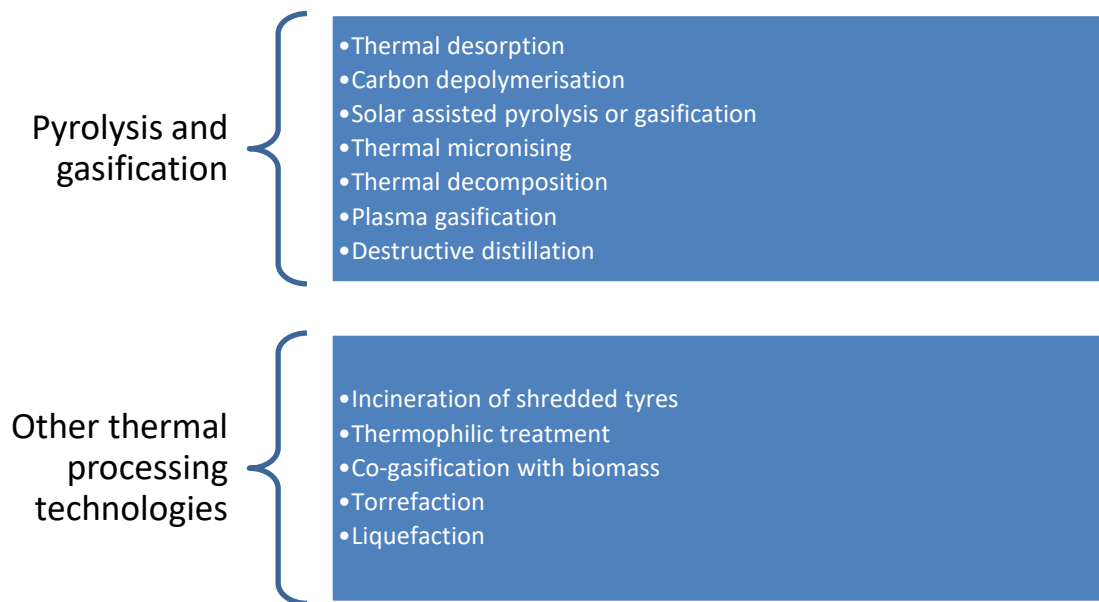 Pyrolysis and
gasification
•Thermal desorption
•Carbon depolymerisation
•Solar assisted pyrolysis or gasification
•Thermal micronising
•Thermal decomposition
•Plasma gasification
•Destructive distillation
Other thermal
processing
technologies
•Incineration of shredded tyres
•Thermophilic treatment
•Co-gasification with biomass
•Torrefaction
•Liquefaction